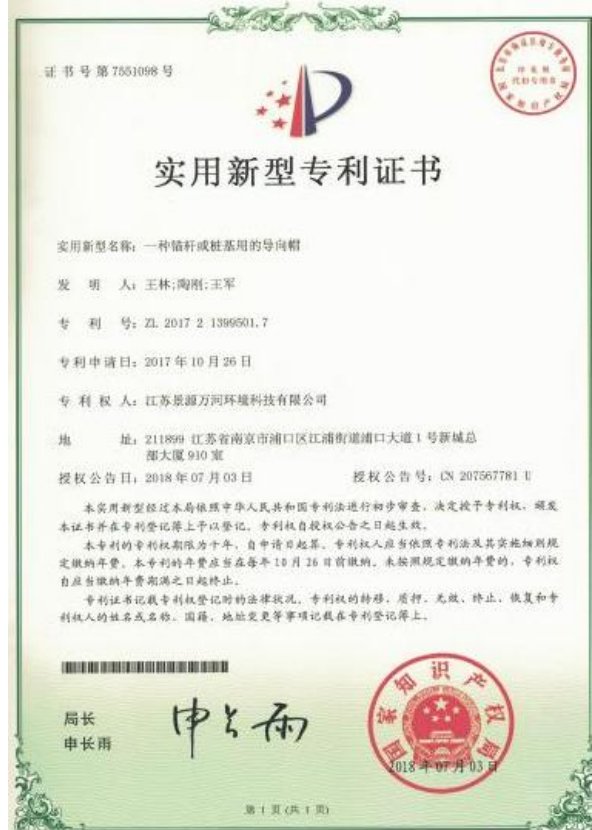 证书号第7551098号
实用新型专利证书
实用新型名称：一种锚杆或桩基用的导向帽
发 明 人：王林;陶刚;王军
专 利 号：ZL 2017 2 1399501.7
专利申请日：2017年10月26日
专 利 权 人：江苏景源万河环境科技有限公司
地 址：211899 江苏省南京市浦口区江浦街道浦口大道1号新城总
部大厦910室
授权公告日：2018年07月03日 授权公告号：CN 207567781 U
本实用新型经过本局依照中华人民共和国专利法进行初步审查，决定授予专利权，颁发
本证书并在专利登记簿上予以登记。专利权自授权公告之日起生效。
本专利的专利权期限为十年，自申请日起算。专利权人应当依照专利法及其实施细则规
定缴纳年费。本专利的年费应当在每年10月26日前缴纳。未按照规定缴纳年费的，专利权
自应当缴纳年费期满之日起终止。
专利证书记载专利权登记时的法律状况。专利权的转移、质押、无效、终止、恢复和专
利权人的姓名或名称、国籍、地址变更等事项记载在专利登记簿上。
局长
申长雨
申长雨
国家知识产权局
2018年07月03日
第1页(共1页)